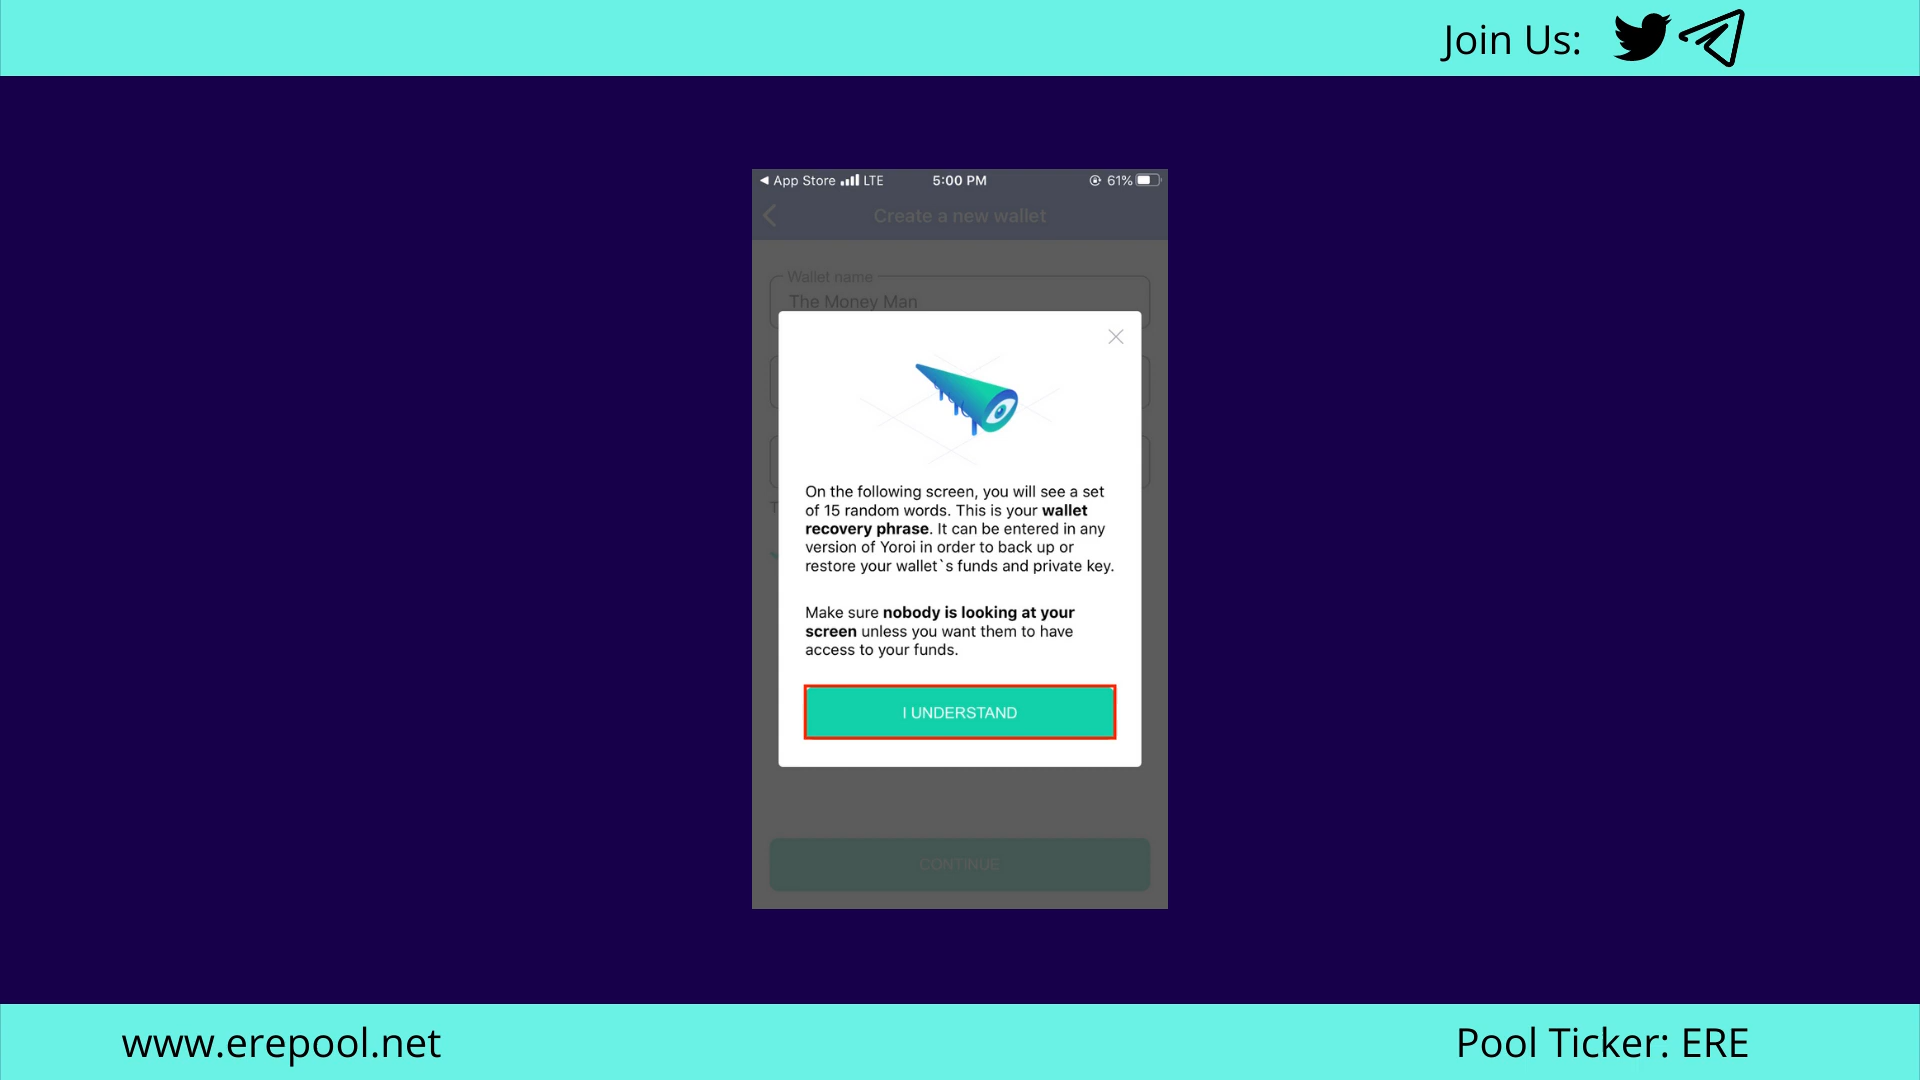 Join Us:
App Store LTE 5:00 PM 61%
Create a new wallet
Wallet name
The Money Man
On the following screen, you will see a set
of 15 random words. This is your wallet
recovery phrase. It can be entered in any
version of Yoroi in order to back up or
restore your wallet`s funds and private key.
Make sure nobody is looking at your
screen unless you want them to have
access to your funds.
I UNDERSTAND
CONTINUE
www.erepool.net
Pool Ticker: ERE